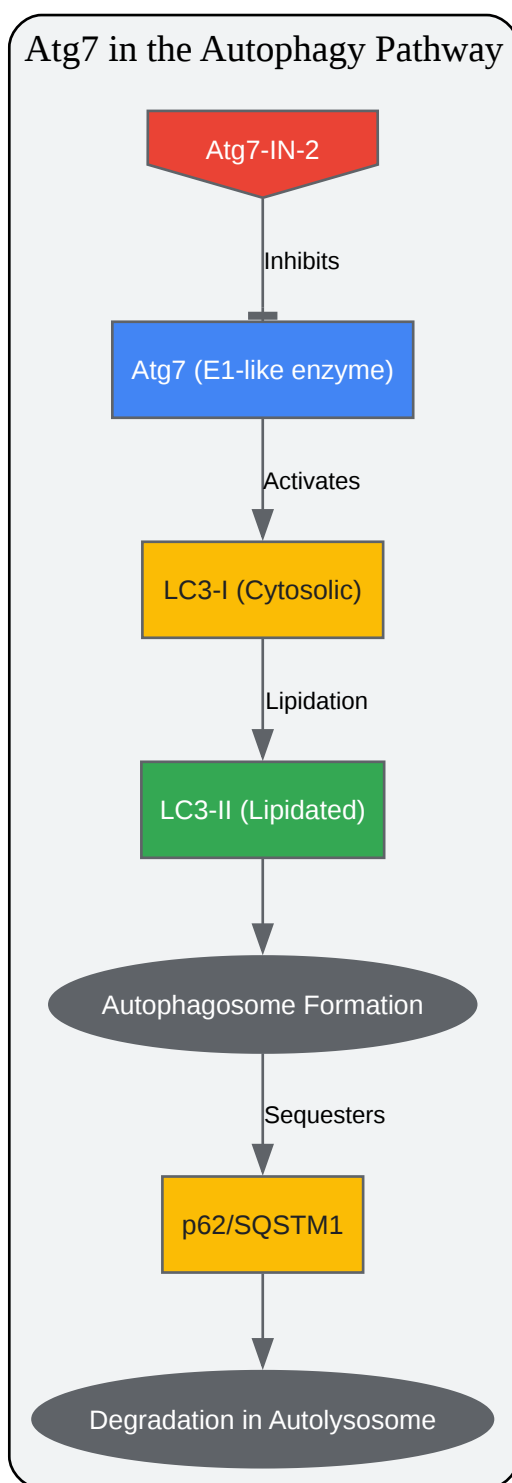 Atg7 in the Autophagy Pathway
Atg7-IN-2
Inhibits
Atg7 (E1-like enzyme)
Activates
LC3-I (Cytosolic)
Lipidation
LC3-II (Lipidated)
Autophagosome Formation
Sequesters
p62/SQSTM1
Degradation in Autolysosome